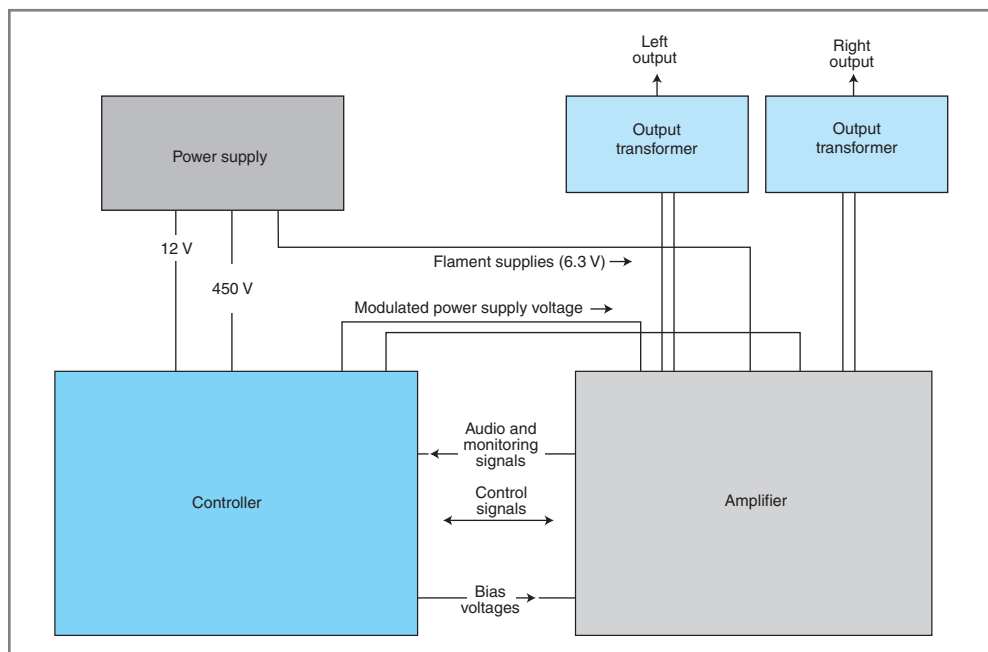 Left
output
Right
output
Power supply
Output
transformer
Output
transformer
12 V
Flament supplies (6.3 V)
450 V
Modulated power supply voltage
Audio and
monitoring
signals
Controller
Control
signals
Amplifier
Bias
voltages